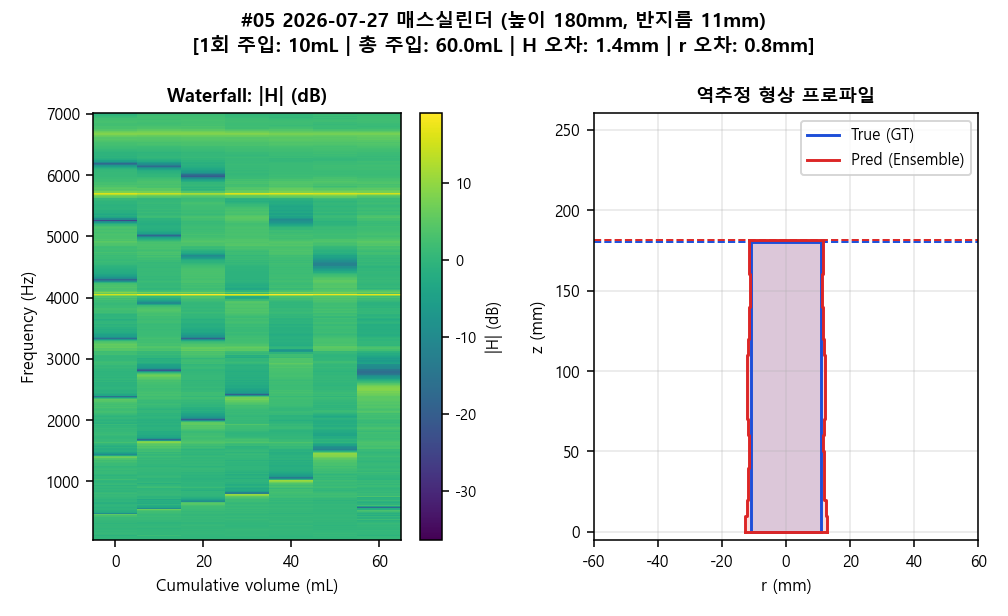 #05 2026-07-27 매스실린더 (높이 180mm, 반지름 11mm)
[1회 주입: 10mL | 총 주입: 60.0mL | H 오차: 1.4mm | r 오차: 0.8mm]
Waterfall: |H| (dB)
7000
6000
5000
4000
3000
2000
1000
Frequency (Hz)
0
20
40
60
Cumulative volume (mL)
10
0
-10
-20
-30
|H| (dB)
역추정 형상 프로파일
True (GT)
Pred (Ensemble)
250
200
150
100
50
0
z (mm)
-60
-40
-20
0
20
40
60
r (mm)